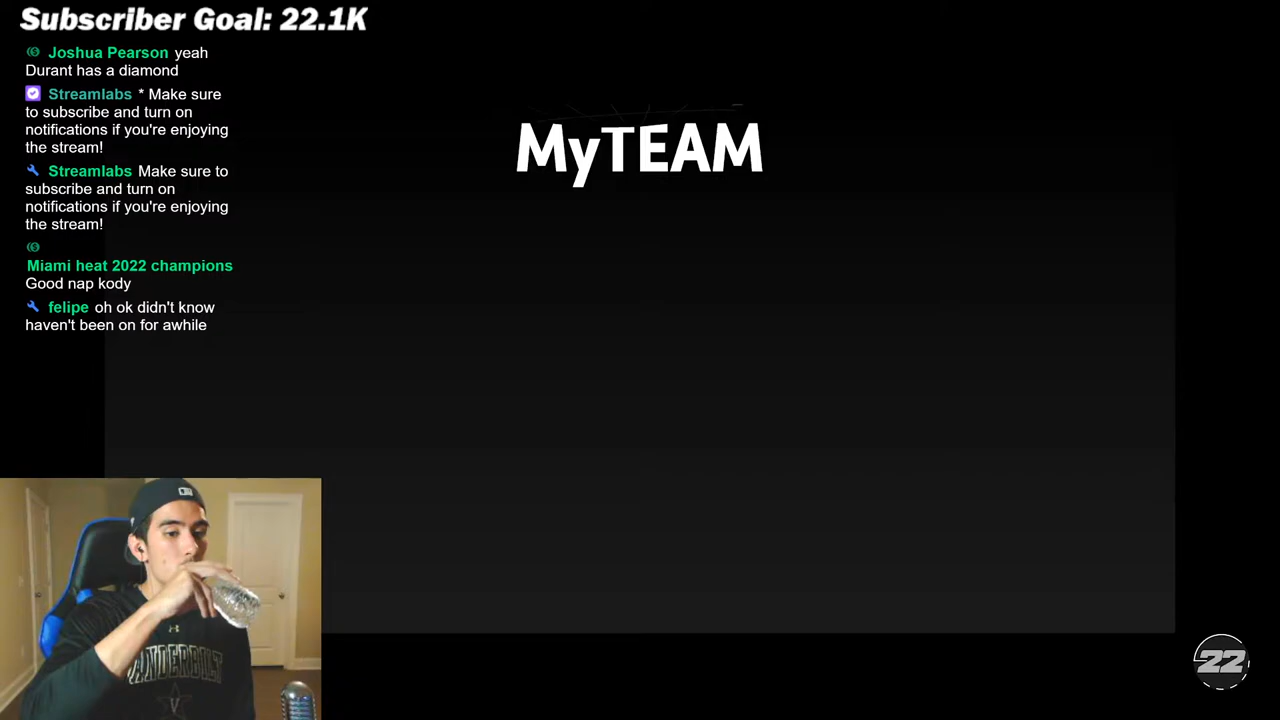 Subscriber Goal: 22.1K
Joshua Pearson yeah
Durant has a diamond
Streamlabs * Make sure
to subscribe and turn on
notifications if you're enjoying
the stream!
Streamlabs Make sure to
subscribe and turn on
notifications if you're enjoying
the stream!
Miami heat 2022 champions
Good nap kody
felipe oh ok didn't know
haven't been on for awhile
MyTEAM
VANDERBILT
22